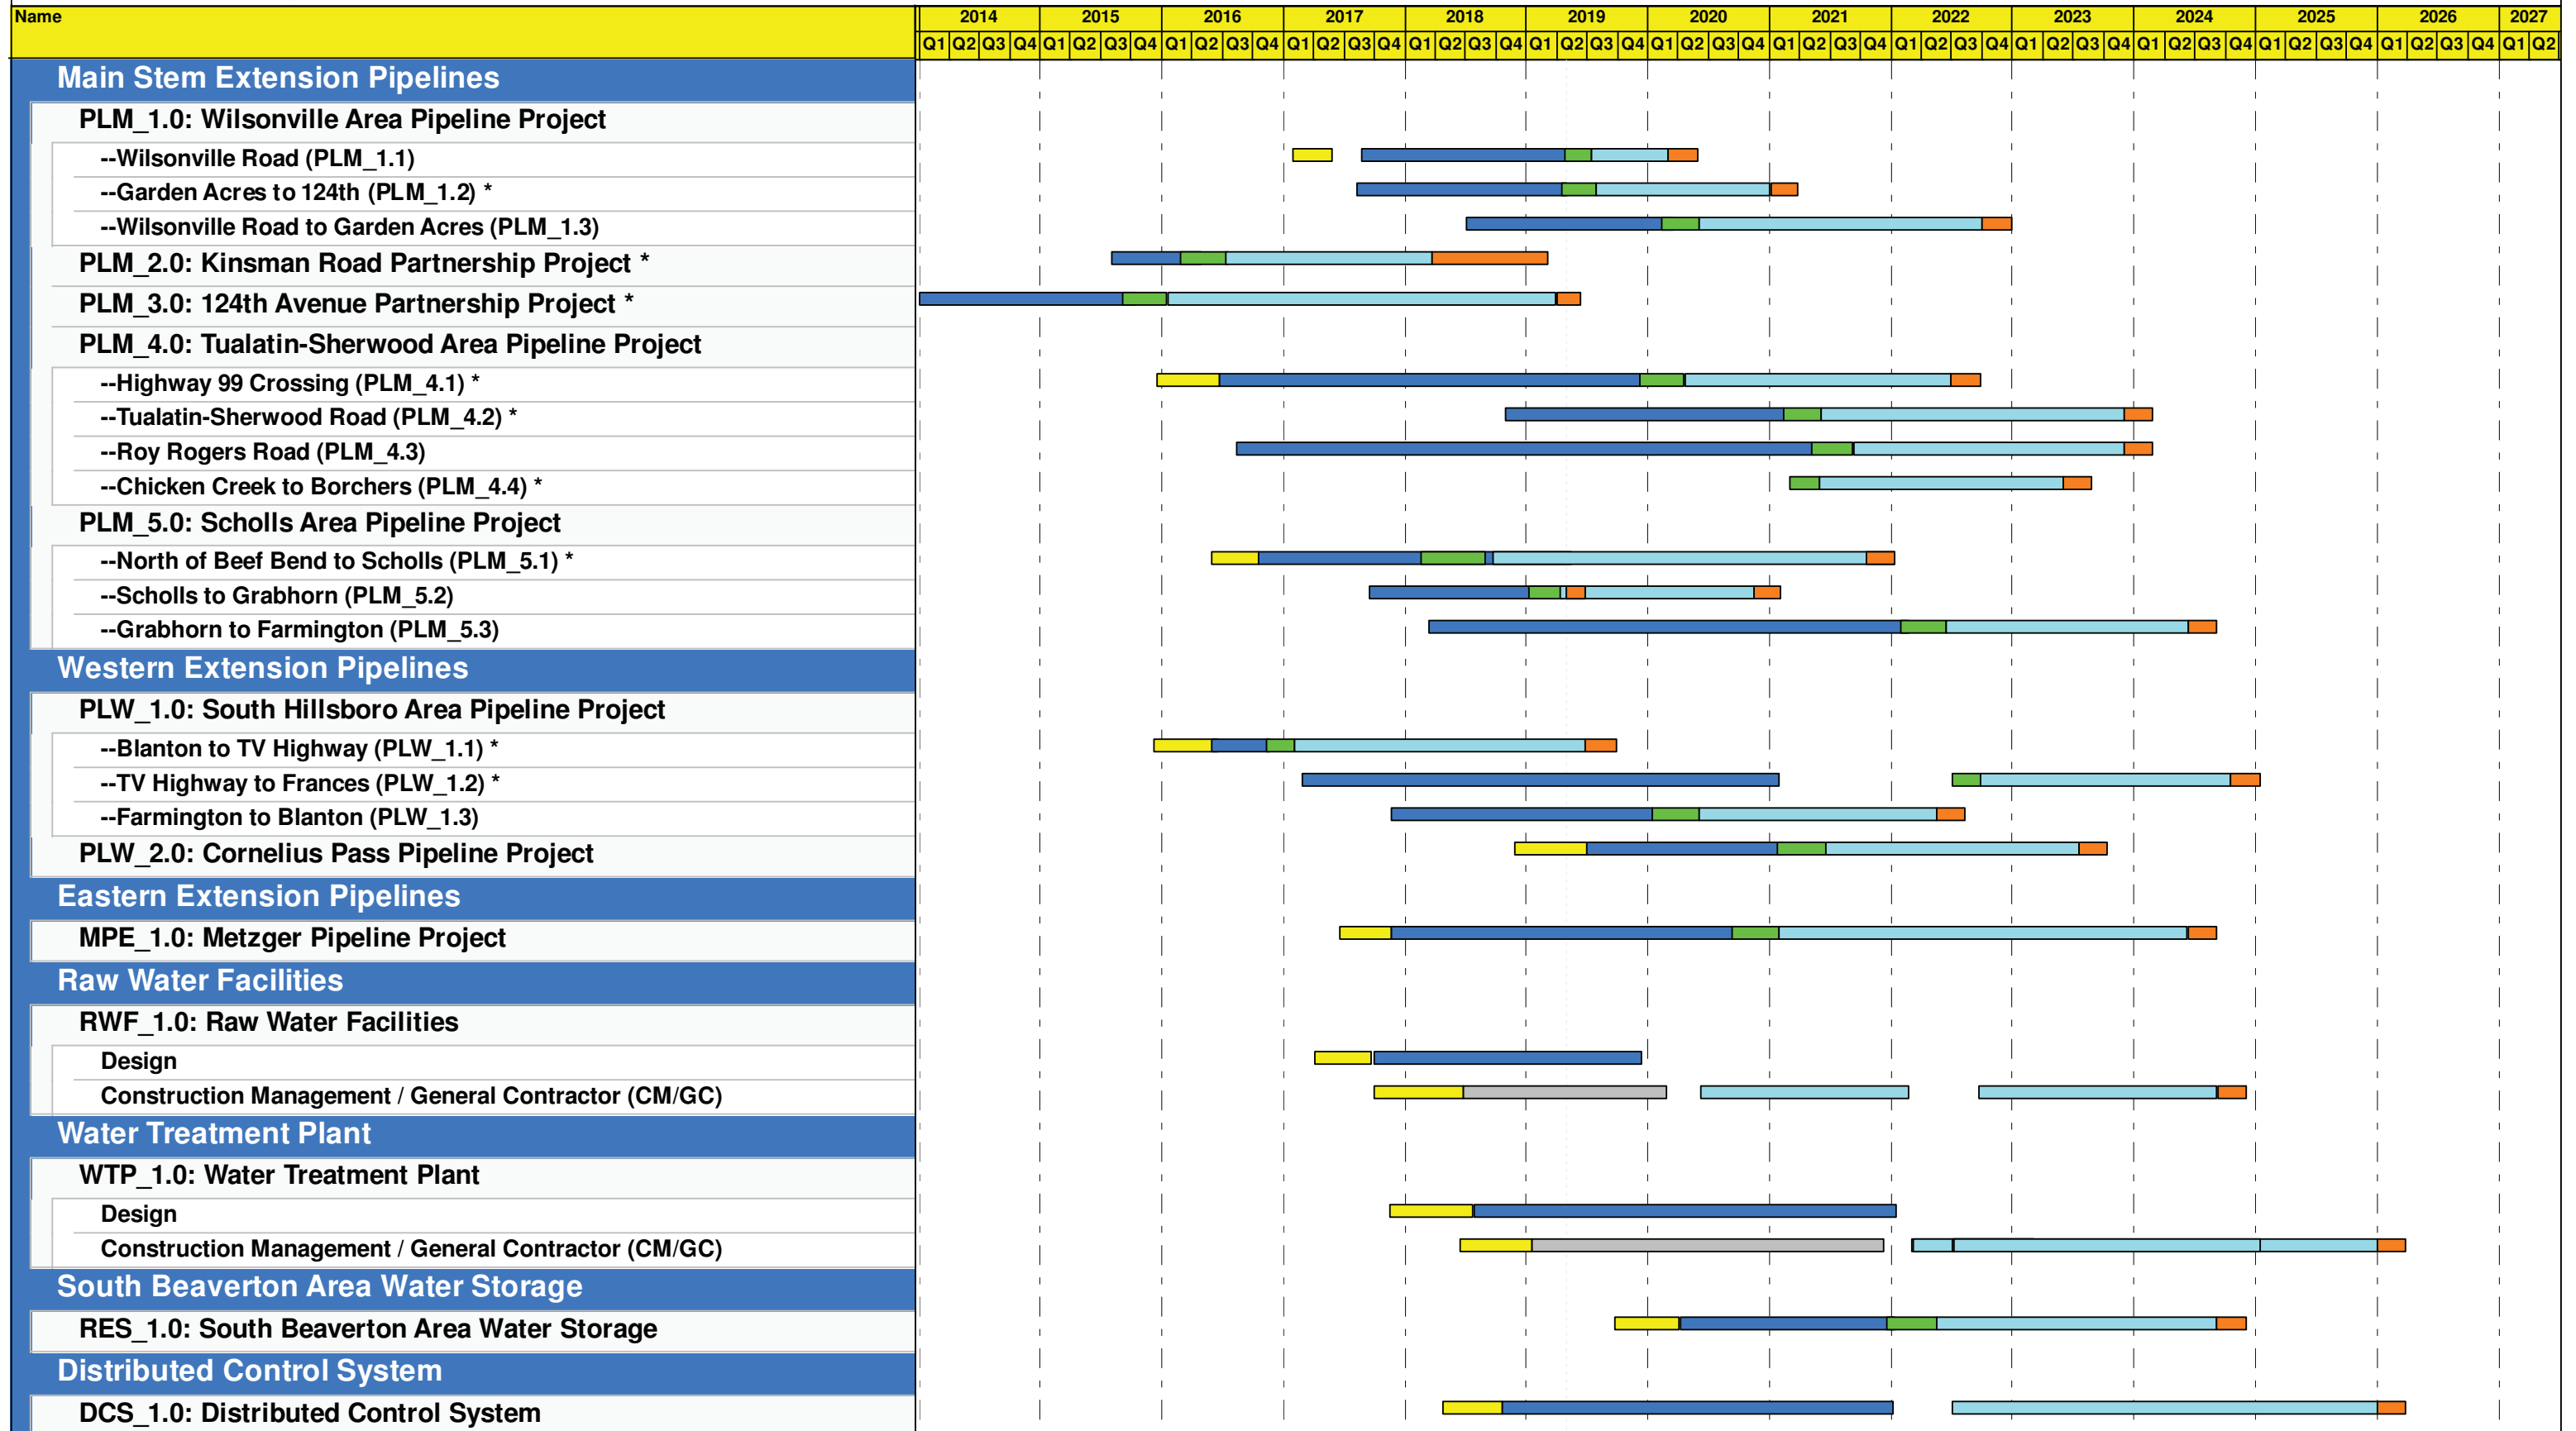 Name 2014 2015 2016 2017 2018 2019 2020 2021 2022 2023 2024 2025 2026 2027
Q1 Q2 Q3 Q4 Q1 Q2 Q3 Q4 Q1 Q2 Q3 Q4 Q1 Q2 Q3 Q4 Q1 Q2 Q3 Q4 Q1 Q2 Q3 Q4 Q1 Q2 Q3 Q4 Q1 Q2 Q3 Q4 Q1 Q2 Q3 Q4 Q1 Q2 Q3 Q4 Q1 Q2 Q3 Q4 Q1 Q2 Q3 Q4 Q1 Q2 Q3 Q4 Q1 Q2
Main Stem Extension Pipelines
PLM_1.0: Wilsonville Area Pipeline Project
--Wilsonville Road (PLM_1.1)
--Garden Acres to 124th (PLM_1.2) *
--Wilsonville Road to Garden Acres (PLM_1.3)
PLM_2.0: Kinsman Road Partnership Project *
PLM_3.0: 124th Avenue Partnership Project *
PLM_4.0: Tualatin-Sherwood Area Pipeline Project
--Highway 99 Crossing (PLM_4.1) *
--Tualatin-Sherwood Road (PLM_4.2) *
--Roy Rogers Road (PLM_4.3)
--Chicken Creek to Borchers (PLM_4.4) *
PLM_5.0: Scholls Area Pipeline Project
--North of Beef Bend to Scholls (PLM_5.1) *
--Scholls to Grabhorn (PLM_5.2)
--Grabhorn to Farmington (PLM_5.3)
Western Extension Pipelines
PLW_1.0: South Hillsboro Area Pipeline Project
--Blanton to TV Highway (PLW_1.1) *
--TV Highway to Frances (PLW_1.2) *
--Farmington to Blanton (PLW_1.3)
PLW_2.0: Cornelius Pass Pipeline Project
Eastern Extension Pipelines
MPE_1.0: Metzger Pipeline Project
Raw Water Facilities
RWF_1.0: Raw Water Facilities
Design
Construction Management / General Contractor (CM/GC)
Water Treatment Plant
WTP_1.0: Water Treatment Plant
Design
Construction Management / General Contractor (CM/GC)
South Beaverton Area Water Storage
RES_1.0: South Beaverton Area Water Storage
Distributed Control System
DCS_1.0: Distributed Control System